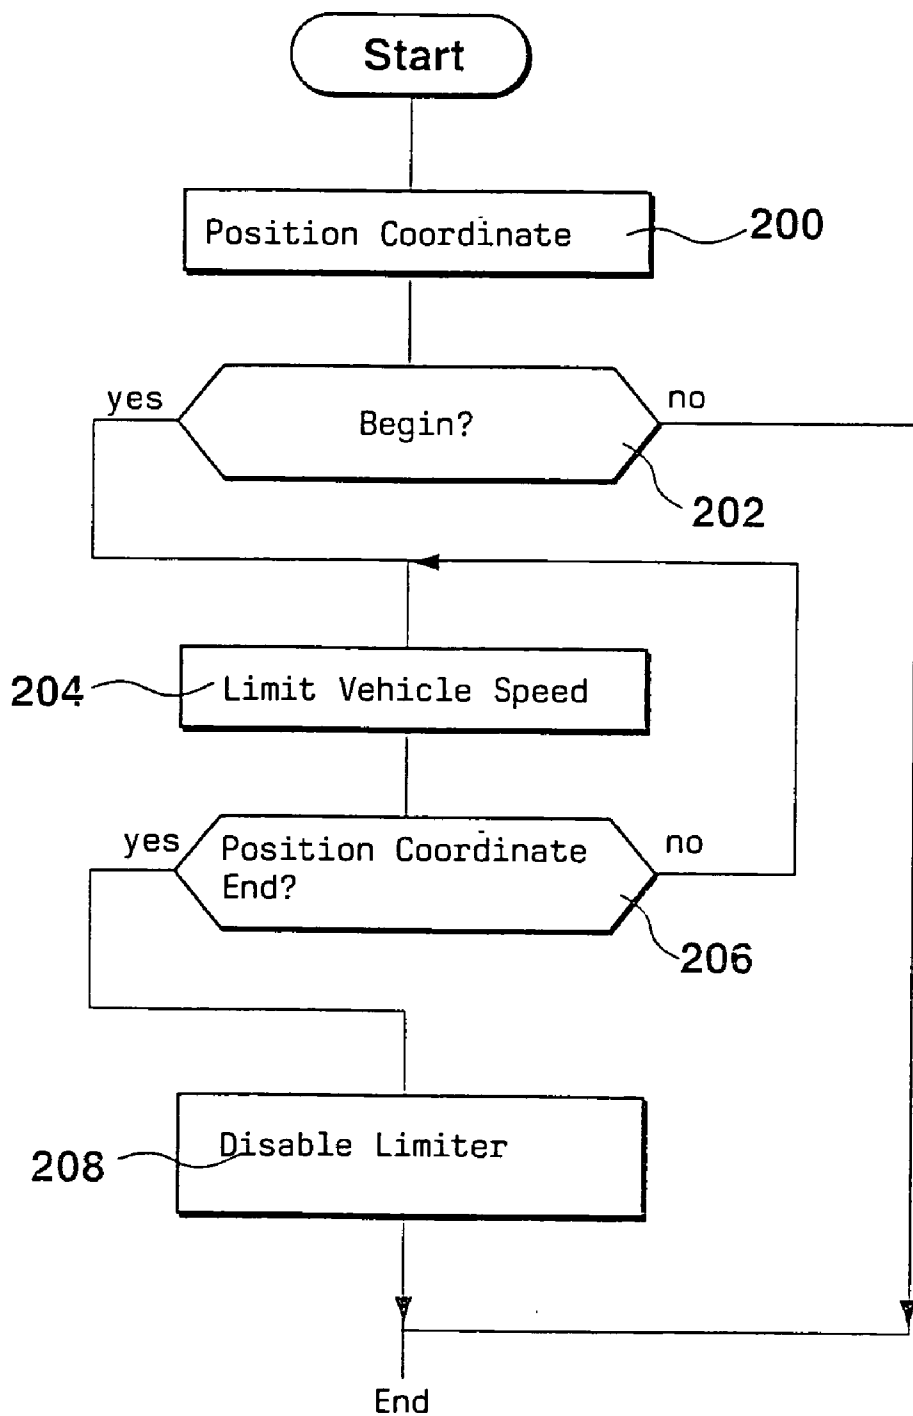 Start
Position Coordinate
200
yes
no
Begin?
202
Limit Vehicle Speed
204
yes
no
Position Coordinate
End?
206
Disable Limiter
208
End